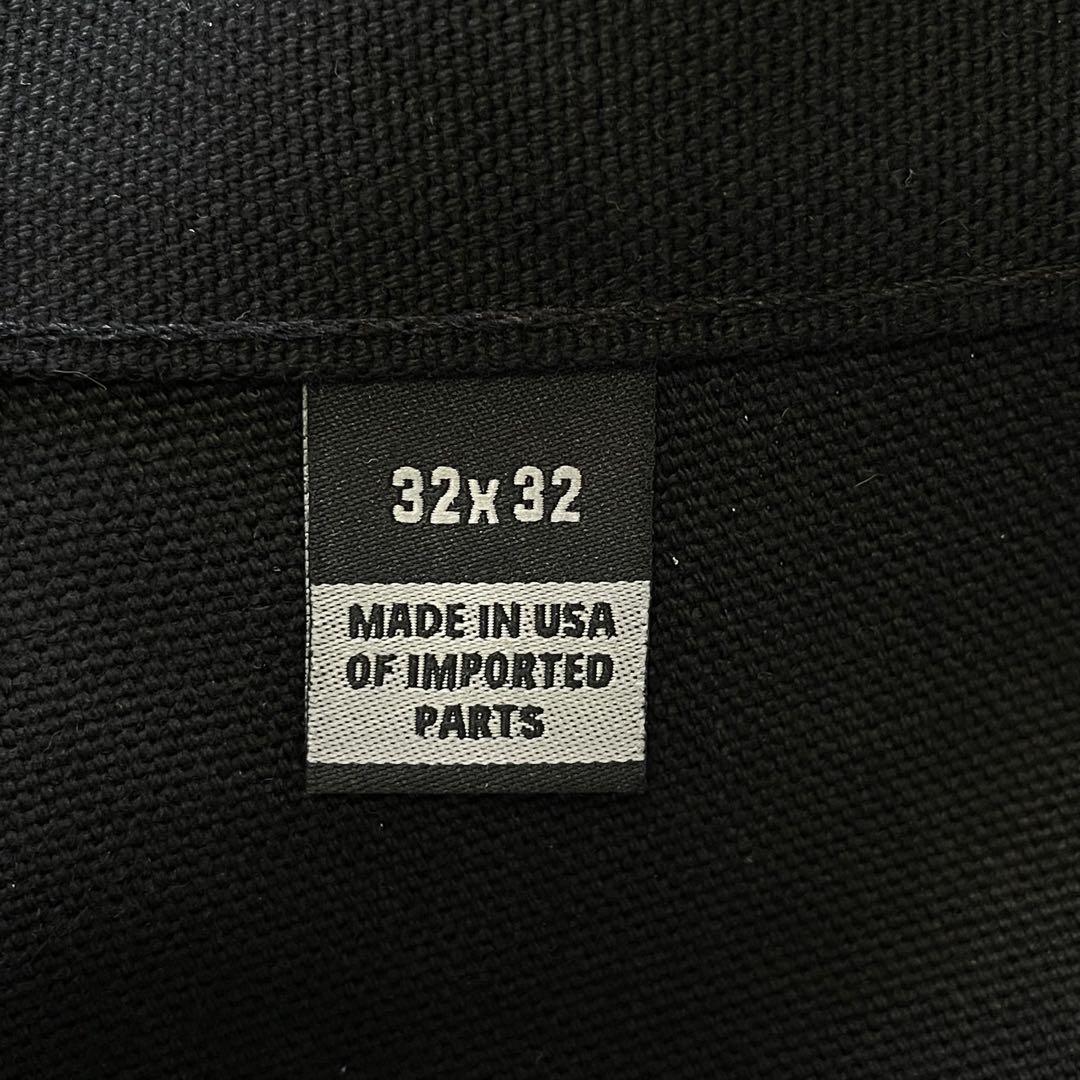 32x32
MADE IN USA
OF IMPORTED
PARTS